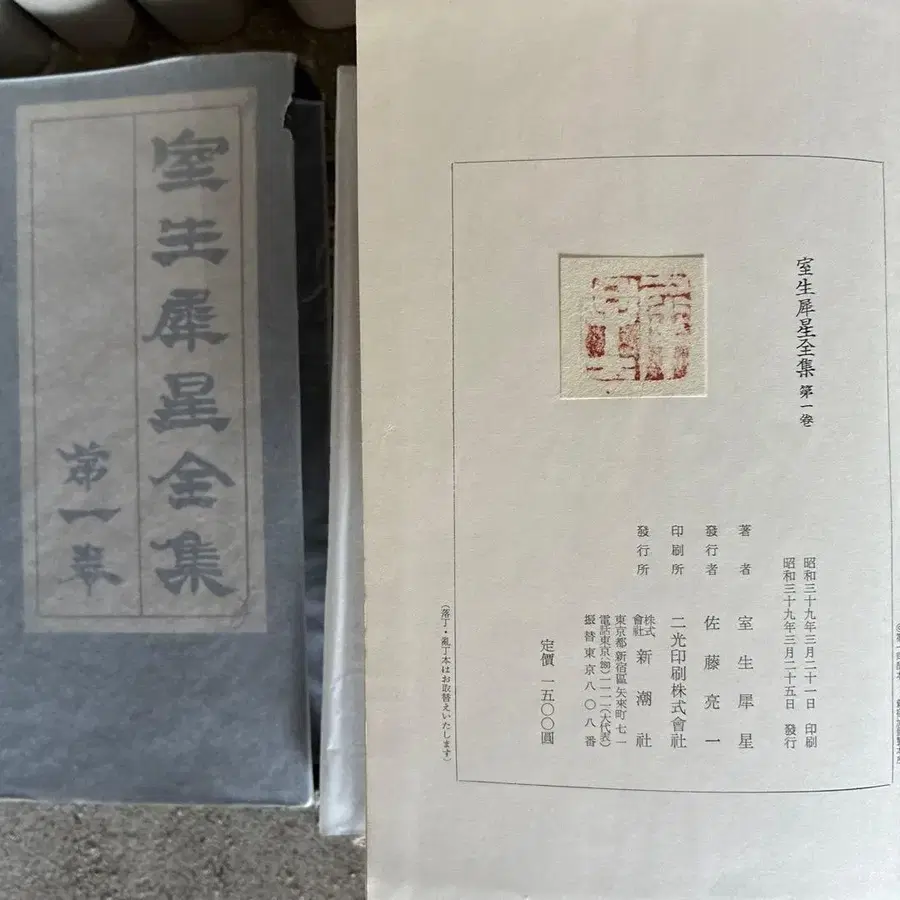 室生犀星全集
第一卷
室生犀星全集 第一卷
昭和三十九年三月二十一日 印刷
昭和三十九年三月二十五日 發行
著者 室生犀星
發行者 佐藤亮一
印刷所 二光印刷株式會社
發行所 株式會社 新潮社
東京都新宿區矢來町七一
振替東京八〇八番
定價 一五〇〇圓
(落丁・亂丁本はお取替えいたします)